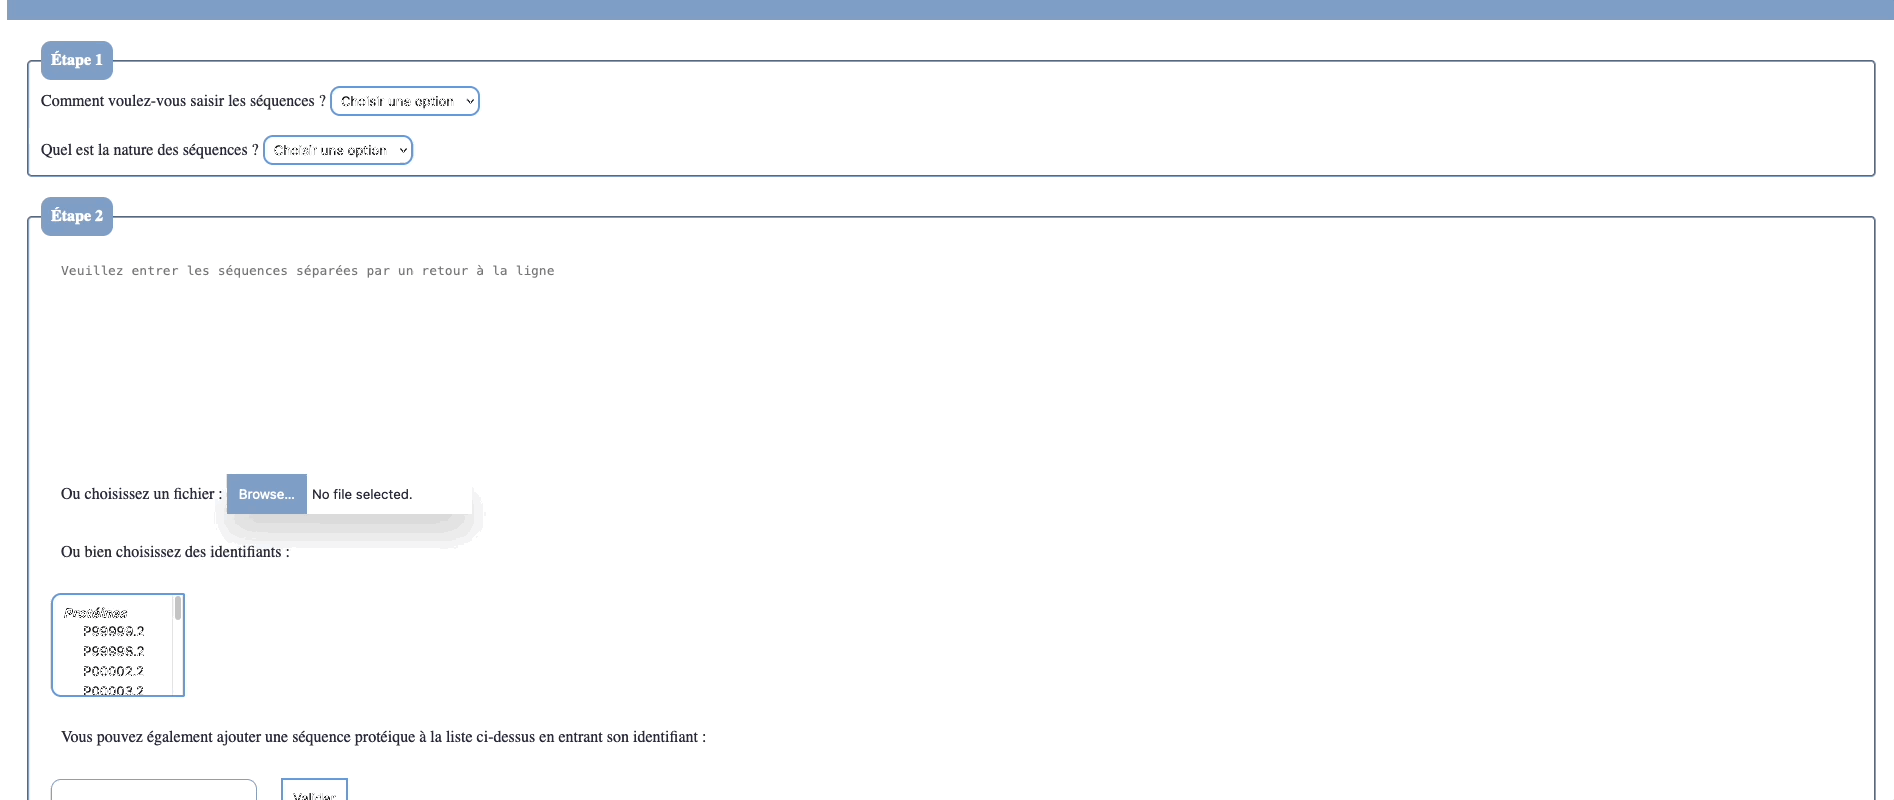 Étape 1
Comment voulez-vous saisir les séquences ? Choisir une option
Quel est la nature des séquences ? Choisir une option
Étape 2
Veuillez entrer les séquences séparées par un retour à la ligne
Ou choisissez un fichier : Browse... No file selected.
Ou bien choisissez des identifiants :
Protéines
P99999.2
P99998.2
P00002.2
P00003.2
Vous pouvez également ajouter une séquence protéique à la liste ci-dessus en entrant son identifiant :
Valider